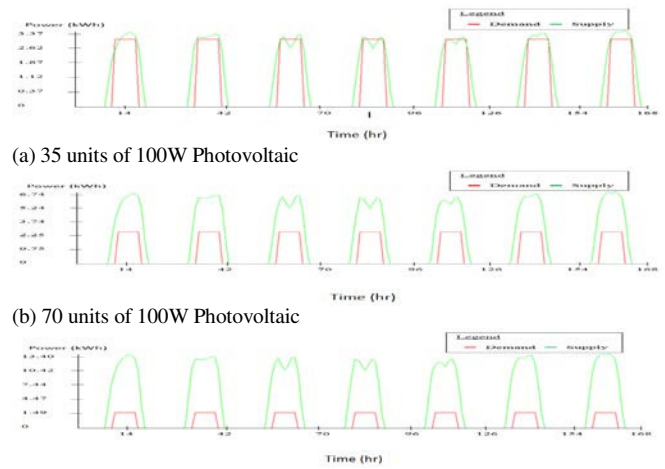 Power (kWh)
Legend
Demand Supply
3.37
2.62
1.87
1.12
0.37
0
14 42 70 96 126 154 168
Time (hr)
(a) 35 units of 100W Photovoltaic
Power (kWh)
Legend
Demand Supply
6.74
5.24
3.74
2.25
0.75
0
14 42 70 96 126 154 168
Time (hr)
(b) 70 units of 100W Photovoltaic
Power (kWh)
Legend
Demand Supply
13.40
10.42
7.44
4.47
1.49
0
14 42 70 96 126 154 168
Time (hr)